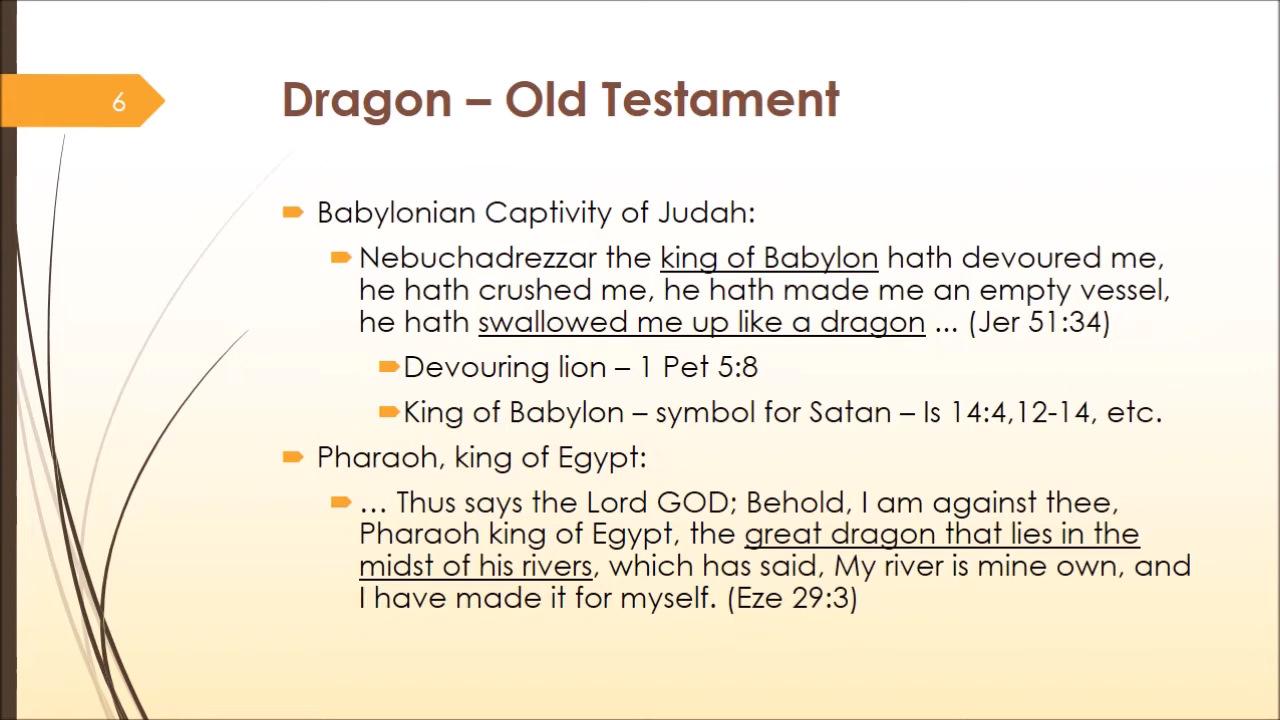 6
Dragon – Old Testament
Babylonian Captivity of Judah:
Nebuchadrezzar the king of Babylon hath devoured me,
he hath crushed me, he hath made me an empty vessel,
he hath swallowed me up like a dragon ... (Jer 51:34)
Devouring lion – 1 Pet 5:8
King of Babylon – symbol for Satan – Is 14:4,12-14, etc.
Pharaoh, king of Egypt:
... Thus says the Lord GOD; Behold, I am against thee,
Pharaoh king of Egypt, the great dragon that lies in the
midst of his rivers, which has said, My river is mine own, and
I have made it for myself. (Eze 29:3)